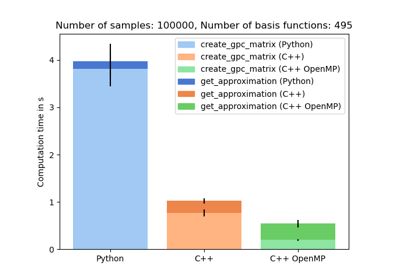 Number of samples: 100000, Number of basis functions: 495
create_gpc_matrix (Python)
create_gpc_matrix (C++)
create_gpc_matrix (C++ OpenMP)
get_approximation (Python)
get_approximation (C++)
get_approximation (C++ OpenMP)
Computation time in s
4
3
2
1
0
Python
C++
C++ OpenMP